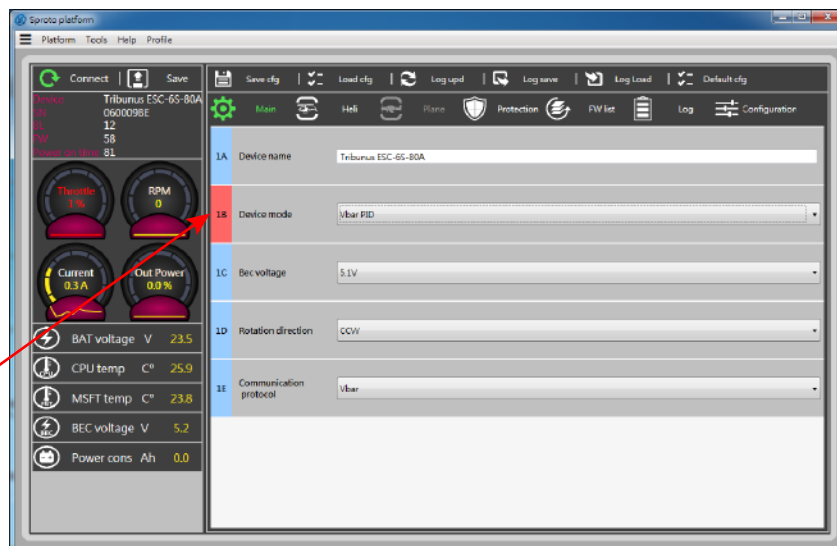 Sproto platform
Platform Tools Help Profile
Connect Save
Save cfg Load cfg Log upd Log save Log Load Default cfg
Device Tribunus ESC-6S-80A
SN 0600098E
BL 12
FW 58
Power on time 81
Main Heli Plane Protection FW list Log Configuration
Throttle
1 %
RPM
0
Current
0.3 A
Out Power
0.0 %
BAT voltage V 23.5
CPU temp C° 25.9
MSFT temp C° 23.8
BEC voltage V 5.2
Power cons Ah 0.0
1A Device name Tribunus ESC-6S-80A
1B Device mode Vbar PID
1C Bec voltage 5.1V
1D Rotation direction CCW
1E Communication protocol Vbar